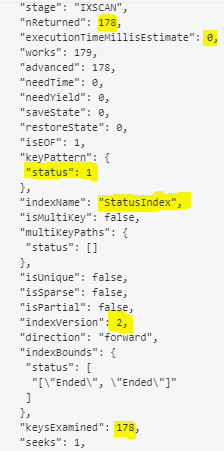 "stage": "IXSCAN",
"nReturned": 178,
"executionTimeMillisEstimate": 0,
"works": 179,
"advanced": 178,
"needTime": 0,
"needYield": 0,
"saveState": 0,
"restoreState": 0,
"isEOF": 1,
"keyPattern": {
"status": 1
},
"indexName": "StatusIndex",
"isMultiKey": false,
"multiKeyPaths": {
"status": []
},
"isUnique": false,
"isSparse": false,
"isPartial": false,
"indexVersion": 2,
"direction": "forward",
"indexBounds": {
"status": [
"[\"Ended\", \"Ended\"]"
]
},
"keysExamined": 178,
"seeks": 1,